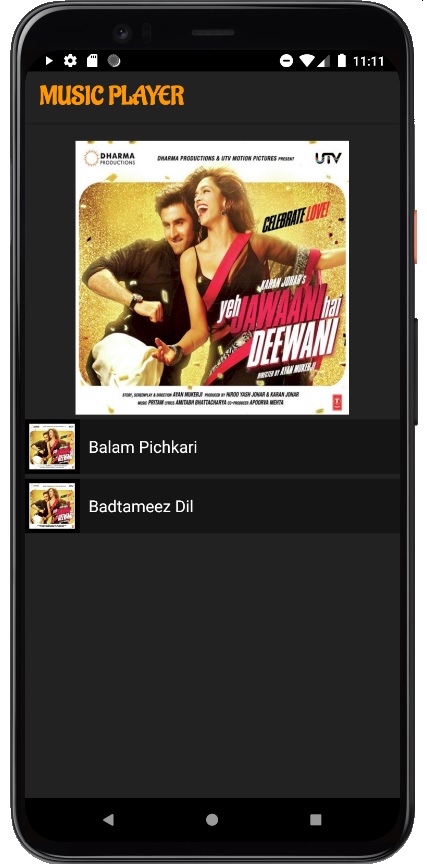 11:11
MUSIC PLAYER
DHARMA
PRODUCTIONS
DHARMA PRODUCTIONS & UTV MOTION PICTURES PRESENT
UTV
CELEBRATE LOVE!
KARAN JOHAR'S
yeh JAWAANI hai
DEEWANI
DIRECTED BY AYAN MUKERJI
STORY, SCREENPLAY & DIRECTION AYAN MUKERJI PRODUCED BY HIROO YASH JOHAR & KARAN JOHAR
MUSIC PRITAM LYRICS AMITABH BHATTACHARYA CO-PRODUCER APOORVA MEHTA
Balam Pichkari
Badtameez Dil